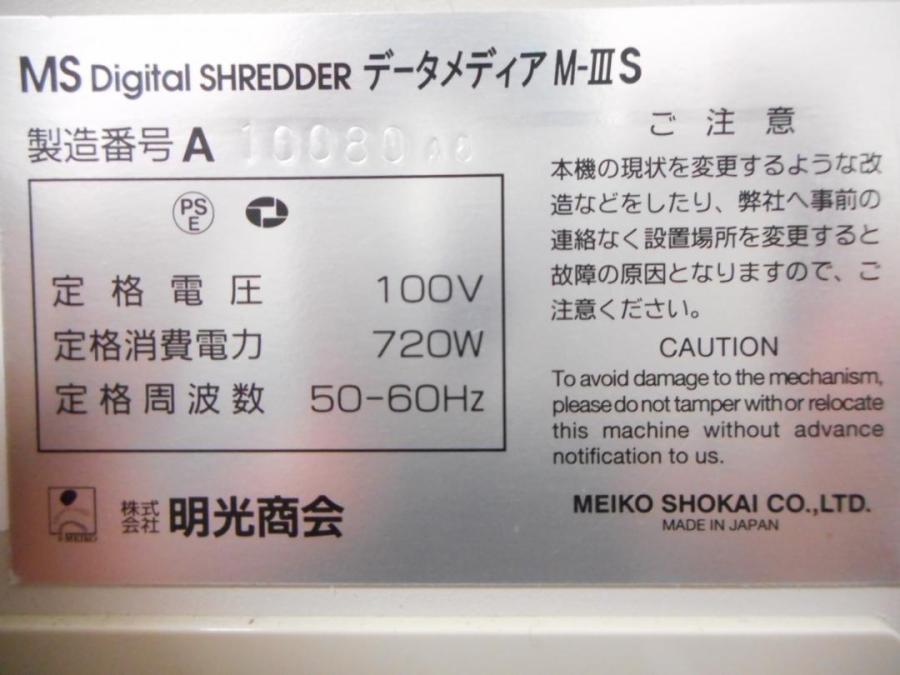 MS Digital SHREDDER データメディア M-ⅢS
製造番号 A 10080
PS
E
定格電圧 100V
定格消費電力 720W
定格周波数 50-60Hz
MEIKO
株式
会社 明光商会
ご注意
本機の現状を変更するような改
造などをしたり、弊社へ事前の
連絡なく設置場所を変更すると
故障の原因となりますので、ご
注意ください。
CAUTION
To avoid damage to the mechanism,
please do not tamper with or relocate
this machine without advance
notification to us.
MEIKO SHOKAI CO.,LTD.
MADE IN JAPAN